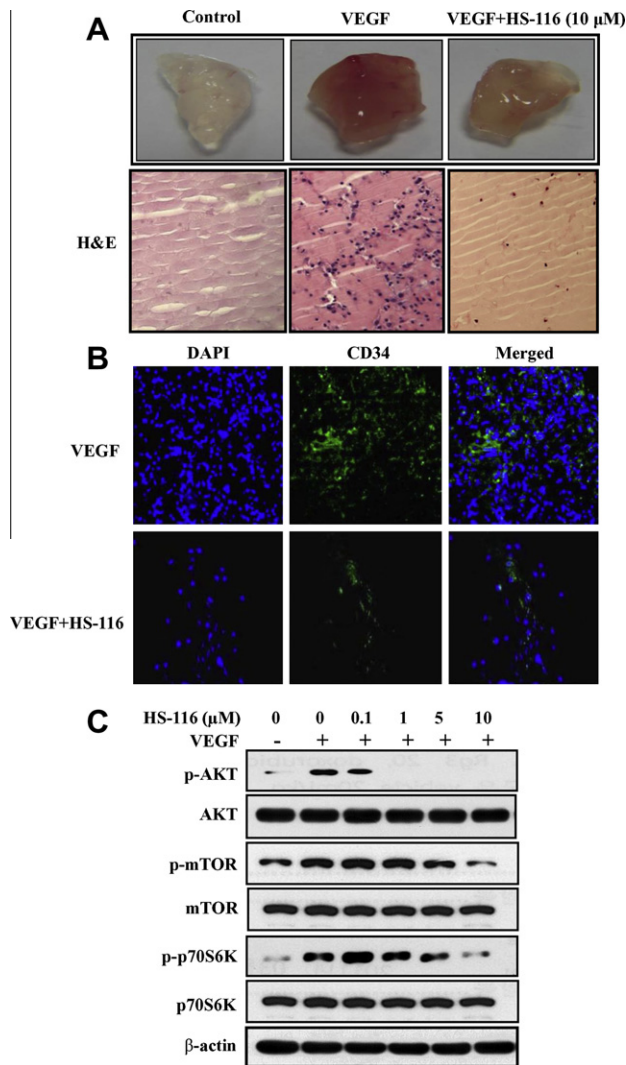 A
Control VEGF VEGF+HS-116 (10 µM)
H&E
B
DAPI CD34 Merged
VEGF
VEGF+HS-116
C
HS-116 (µM) 0 0 0.1 1 5 10
VEGF - + + + + +
p-AKT
AKT
p-mTOR
mTOR
p-p70S6K
p70S6K
β-actin